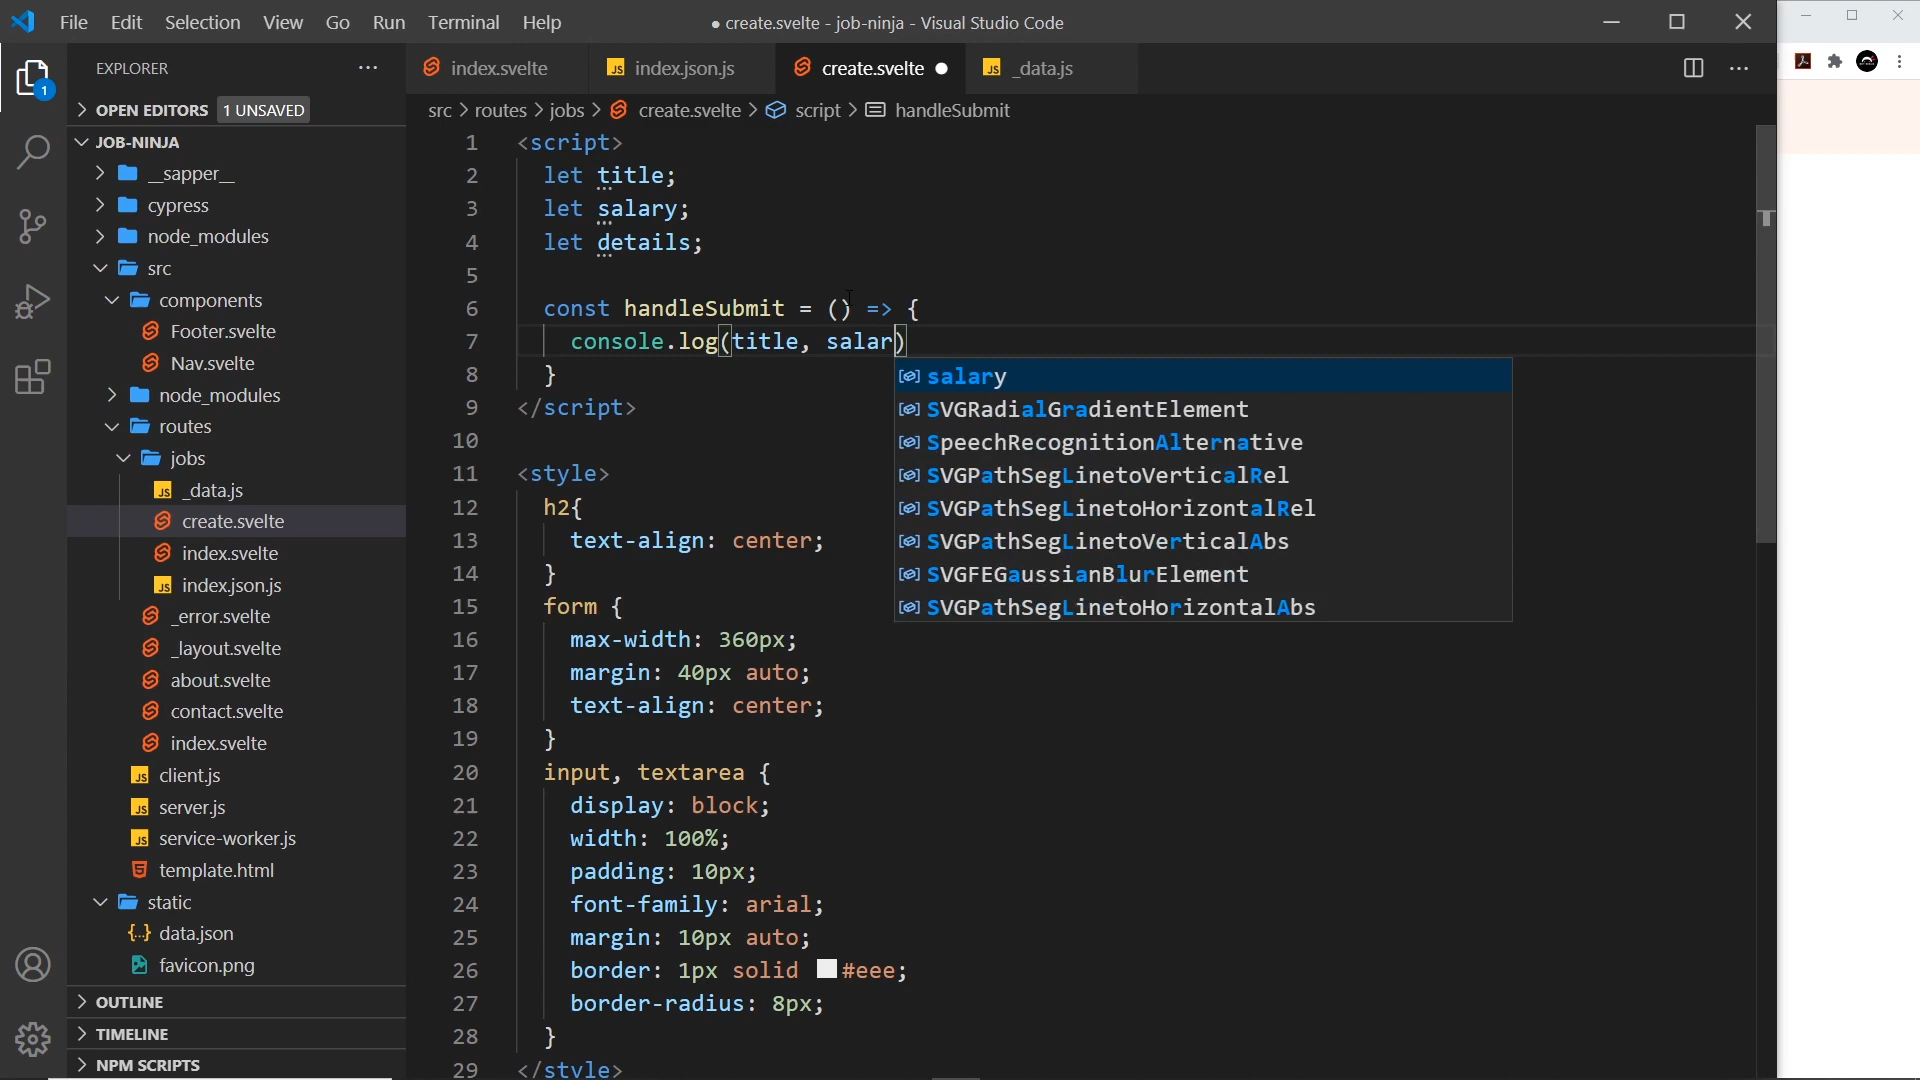 File Edit Selection View Go Run Terminal Help
● create.svelte - job-ninja - Visual Studio Code
EXPLORER
OPEN EDITORS 1 UNSAVED
JOB-NINJA
__sapper__
cypress
node_modules
src
components
Footer.svelte
Nav.svelte
node_modules
routes
jobs
_data.js
create.svelte
index.svelte
index.json.js
_error.svelte
_layout.svelte
about.svelte
contact.svelte
index.svelte
client.js
server.js
service-worker.js
template.html
static
data.json
favicon.png
OUTLINE
TIMELINE
NPM SCRIPTS
1
index.svelte
index.json.js
create.svelte
_data.js
src > routes > jobs > create.svelte > script > handleSubmit
1 <script>
2 let title;
3 let salary;
4 let details;
5
6 const handleSubmit = () => {
7 console.log(title, salar)
8 }
9 </script>
10
11 <style>
12 h2{
13 text-align: center;
14 }
15 form {
16 max-width: 360px;
17 margin: 40px auto;
18 text-align: center;
19 }
20 input, textarea {
21 display: block;
22 width: 100%;
23 padding: 10px;
24 font-family: arial;
25 margin: 10px auto;
26 border: 1px solid #eee;
27 border-radius: 8px;
28 }
29 </style>
salary
SVGRadialGradientElement
SpeechRecognitionAlternative
SVGPathSegLinetoVerticalRel
SVGPathSegLinetoHorizontalRel
SVGPathSegLinetoVerticalAbs
SVGFEGaussianBlurElement
SVGPathSegLinetoHorizontalAbs